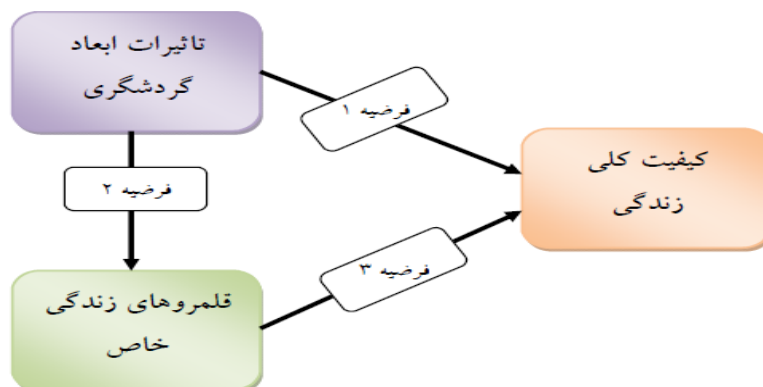 تاثیرات ابعاد
گردشگری
فرضیه ۱
کیفیت کلی
زندگی
فرضیه ۲
فرضیه ۳
قلمروهای زندگی
خاص